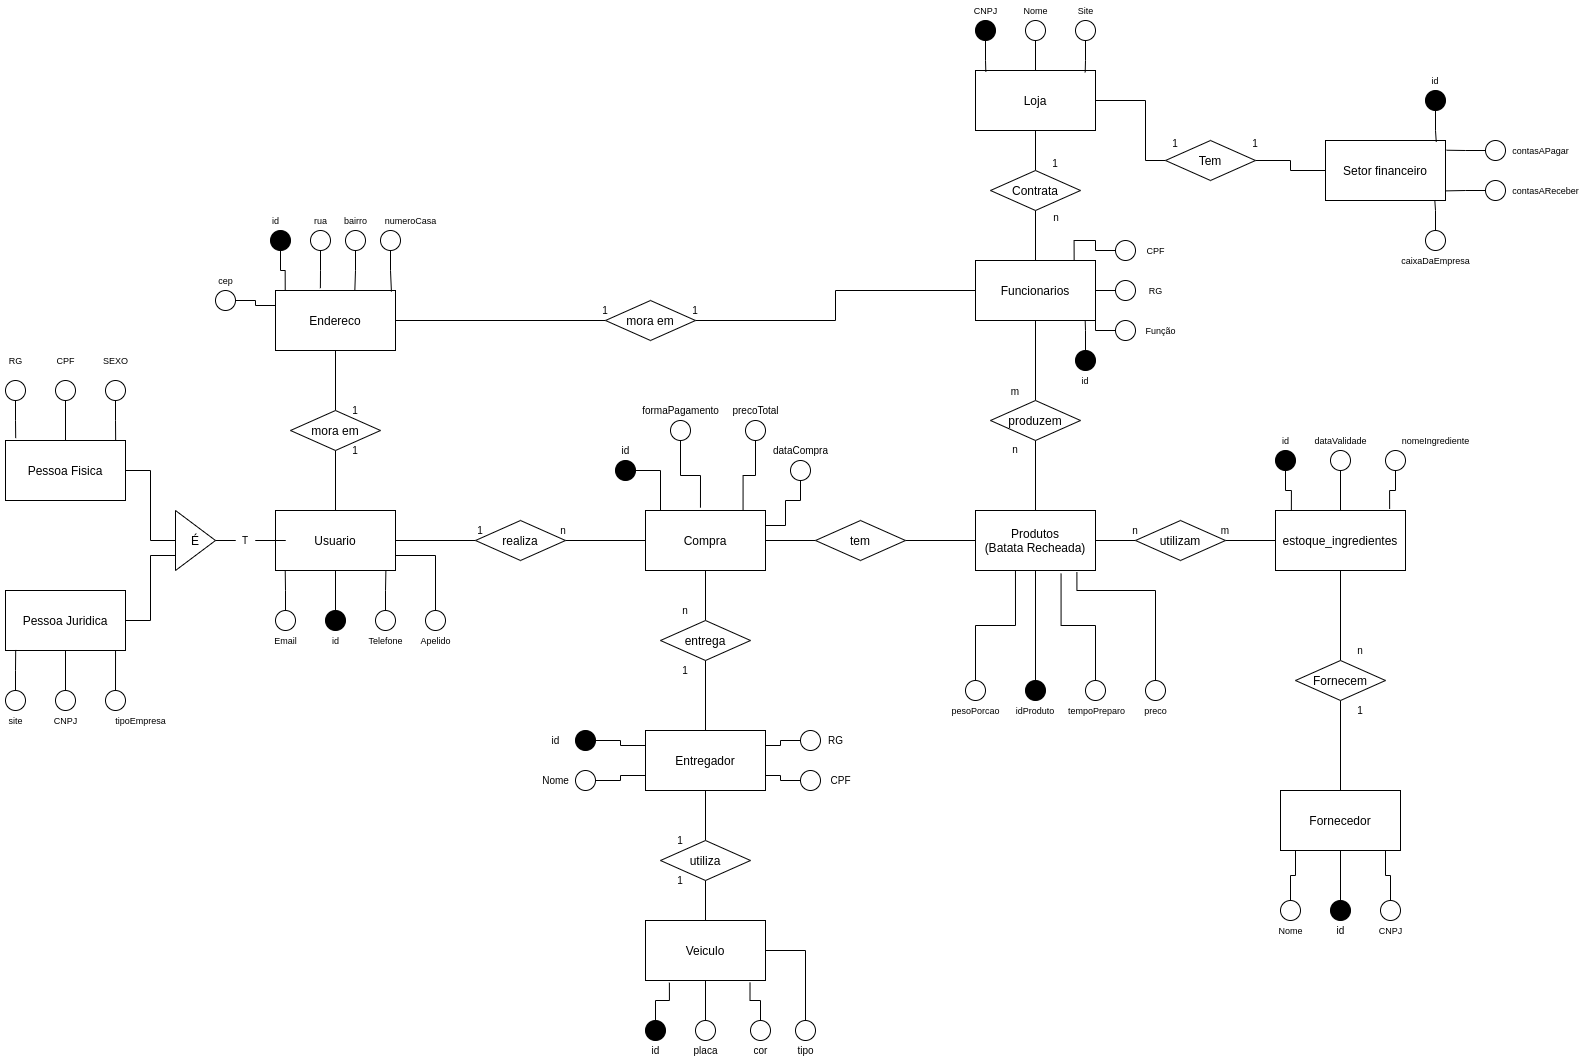 CNPJ
Nome
Site
Loja
id
contasAPagar
contasAReceber
caixaDaEmpresa
Setor financeiro
1
Tem
1
1
Contrata
n
CPF
RG
Função
id
Funcionarios
id
rua
bairro
numeroCasa
cep
Endereco
1
mora em
1
RG
CPF
SEXO
Pessoa Fisica
1
mora em
1
formaPagamento
precoTotal
id
dataCompra
m
produzem
n
id
dataValidade
nomeIngrediente
É
T
Usuario
1
realiza
n
Compra
tem
Produtos
(Batata Recheada)
n
utilizam
m
estoque_ingredientes
Pessoa Juridica
site
CNPJ
tipoEmpresa
Email
id
Telefone
Apelido
n
entrega
1
pesoPorcao
idProduto
tempoPreparo
preco
n
Fornecem
1
id
Nome
Entregador
RG
CPF
1
utiliza
1
Fornecedor
Nome
id
CNPJ
Veiculo
id
placa
cor
tipo